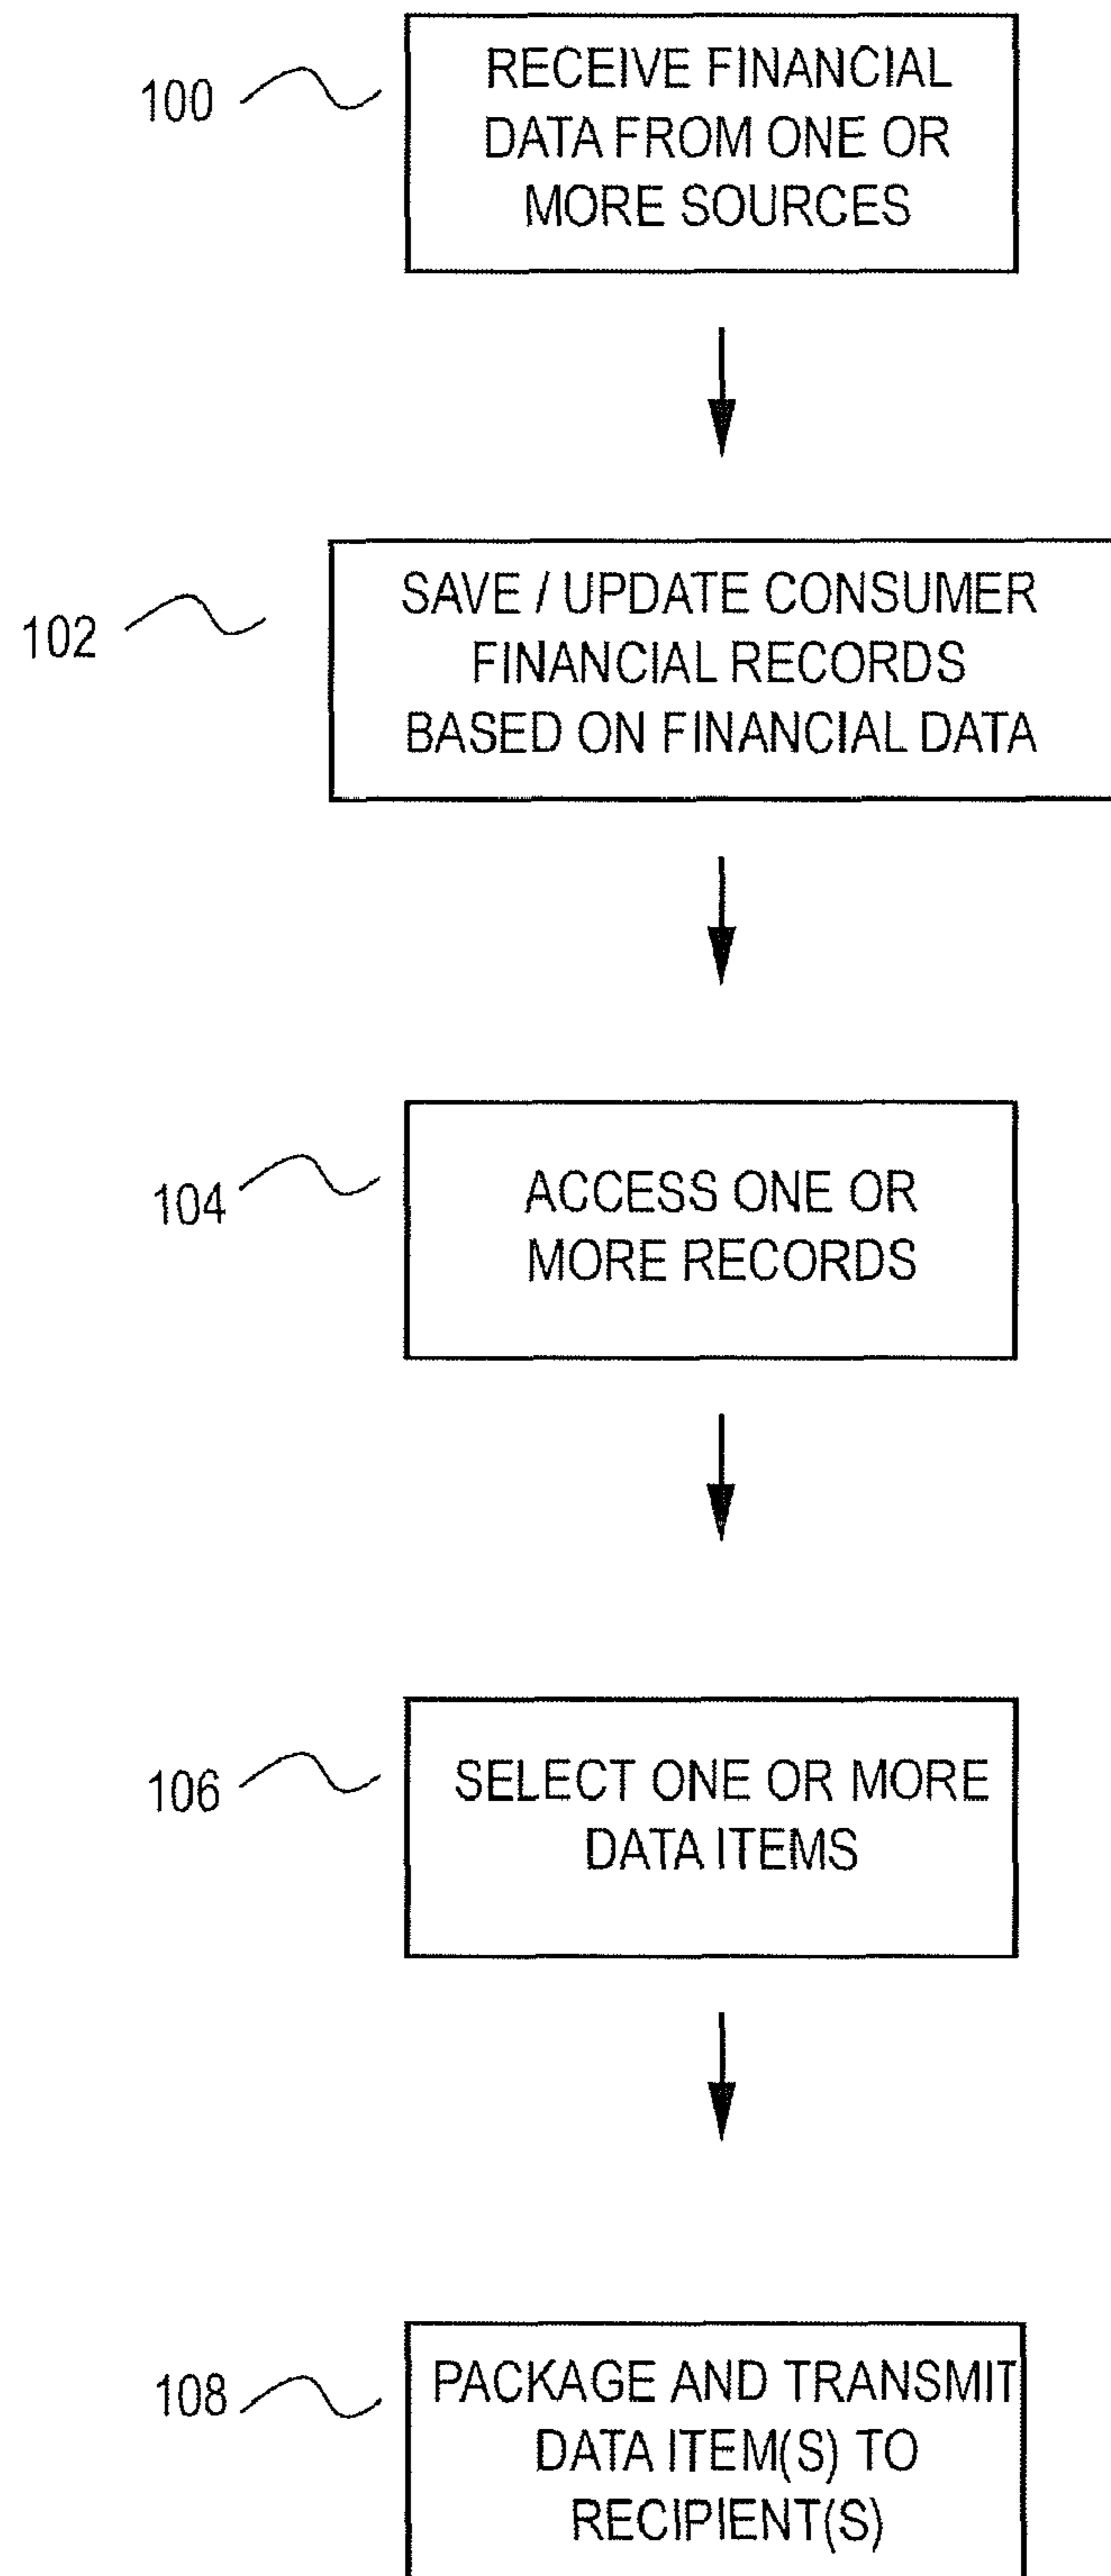 100
RECEIVE FINANCIAL
DATA FROM ONE OR
MORE SOURCES
102
SAVE / UPDATE CONSUMER
FINANCIAL RECORDS
BASED ON FINANCIAL DATA
104
ACCESS ONE OR
MORE RECORDS
106
SELECT ONE OR MORE
DATA ITEMS
108
PACKAGE AND TRANSMIT
DATA ITEM(S) TO
RECIPIENT(S)